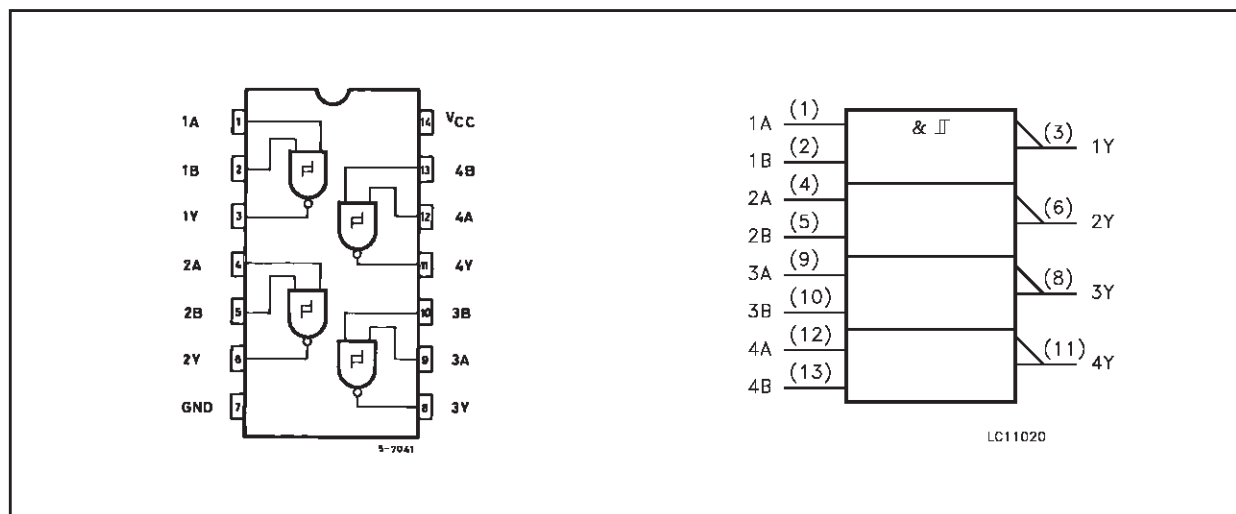 1A 1 14 VCC
1B 2 13 4B
1Y 3 12 4A
2A 4 11 4Y
2B 5 10 3B
2Y 6 9 3A
GND 7 8 3Y
S-7041
&
1A (1)
1B (2)
2A (4)
2B (5)
3A (9)
3B (10)
4A (12)
4B (13)
(3) 1Y
(6) 2Y
(8) 3Y
(11) 4Y
LC11020